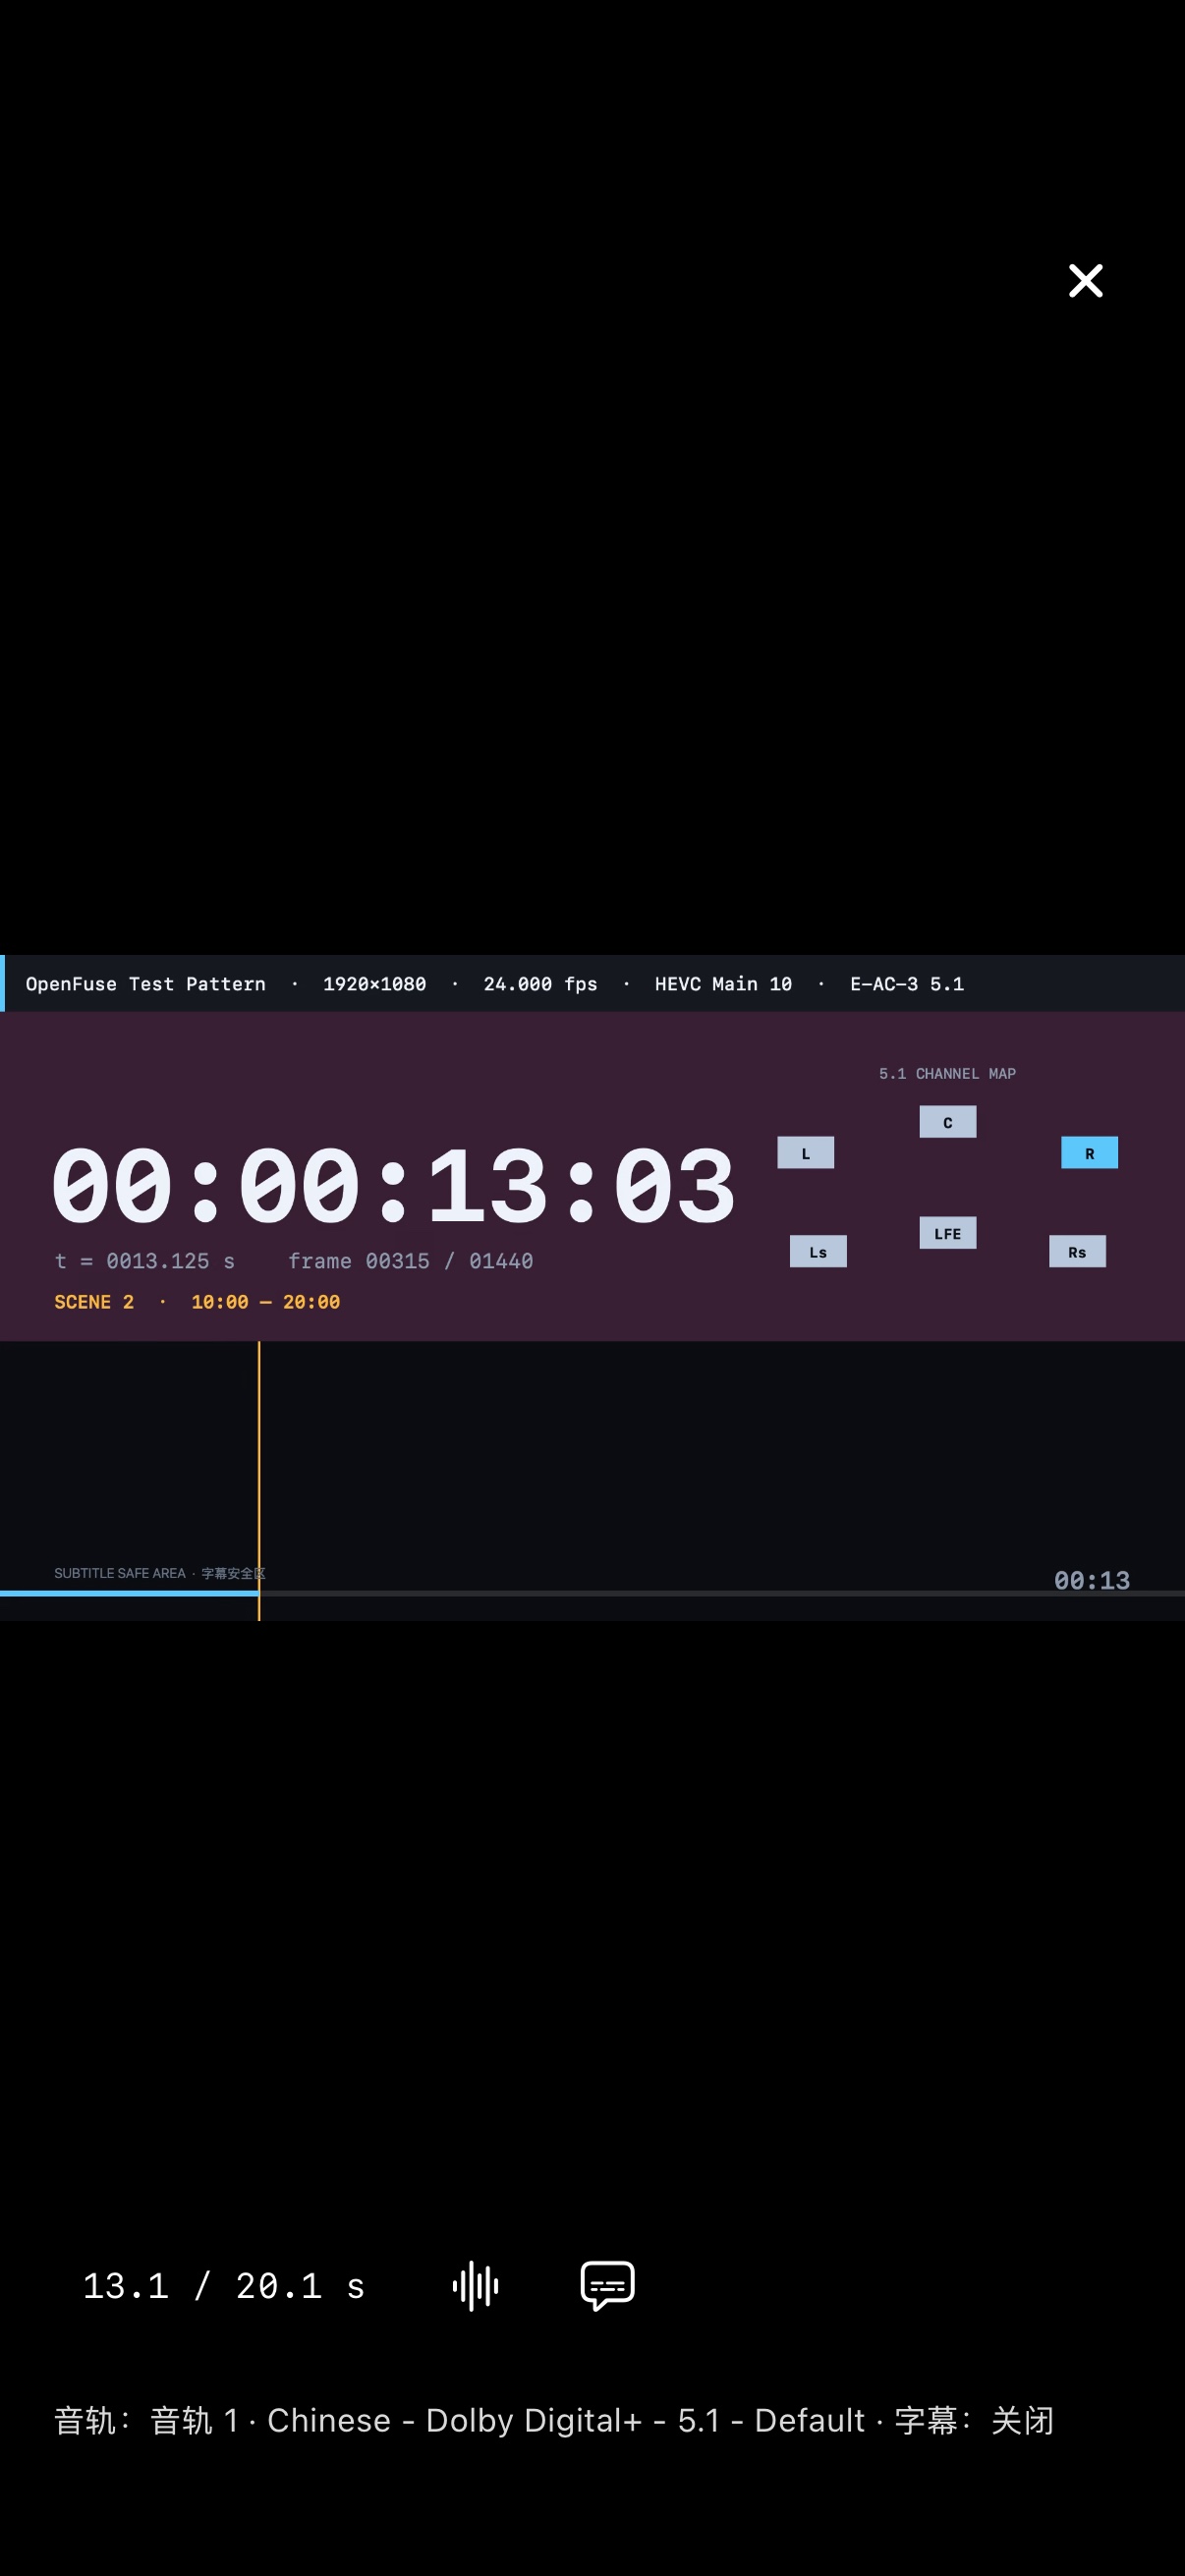 OpenFuse Test Pattern · 1920×1080 · 24.000 fps · HEVC Main 10 · E-AC-3 5.1
5.1 CHANNEL MAP
C
L
R
00:00:13:03
LFE
Ls
Rs
t = 0013.125 s frame 00315 / 01440
SCENE 2 · 10:00 — 20:00
SUBTITLE SAFE AREA · 字幕安全区
00:13
13.1 / 20.1 s
音轨：音轨 1 · Chinese - Dolby Digital+ - 5.1 - Default · 字幕：关闭